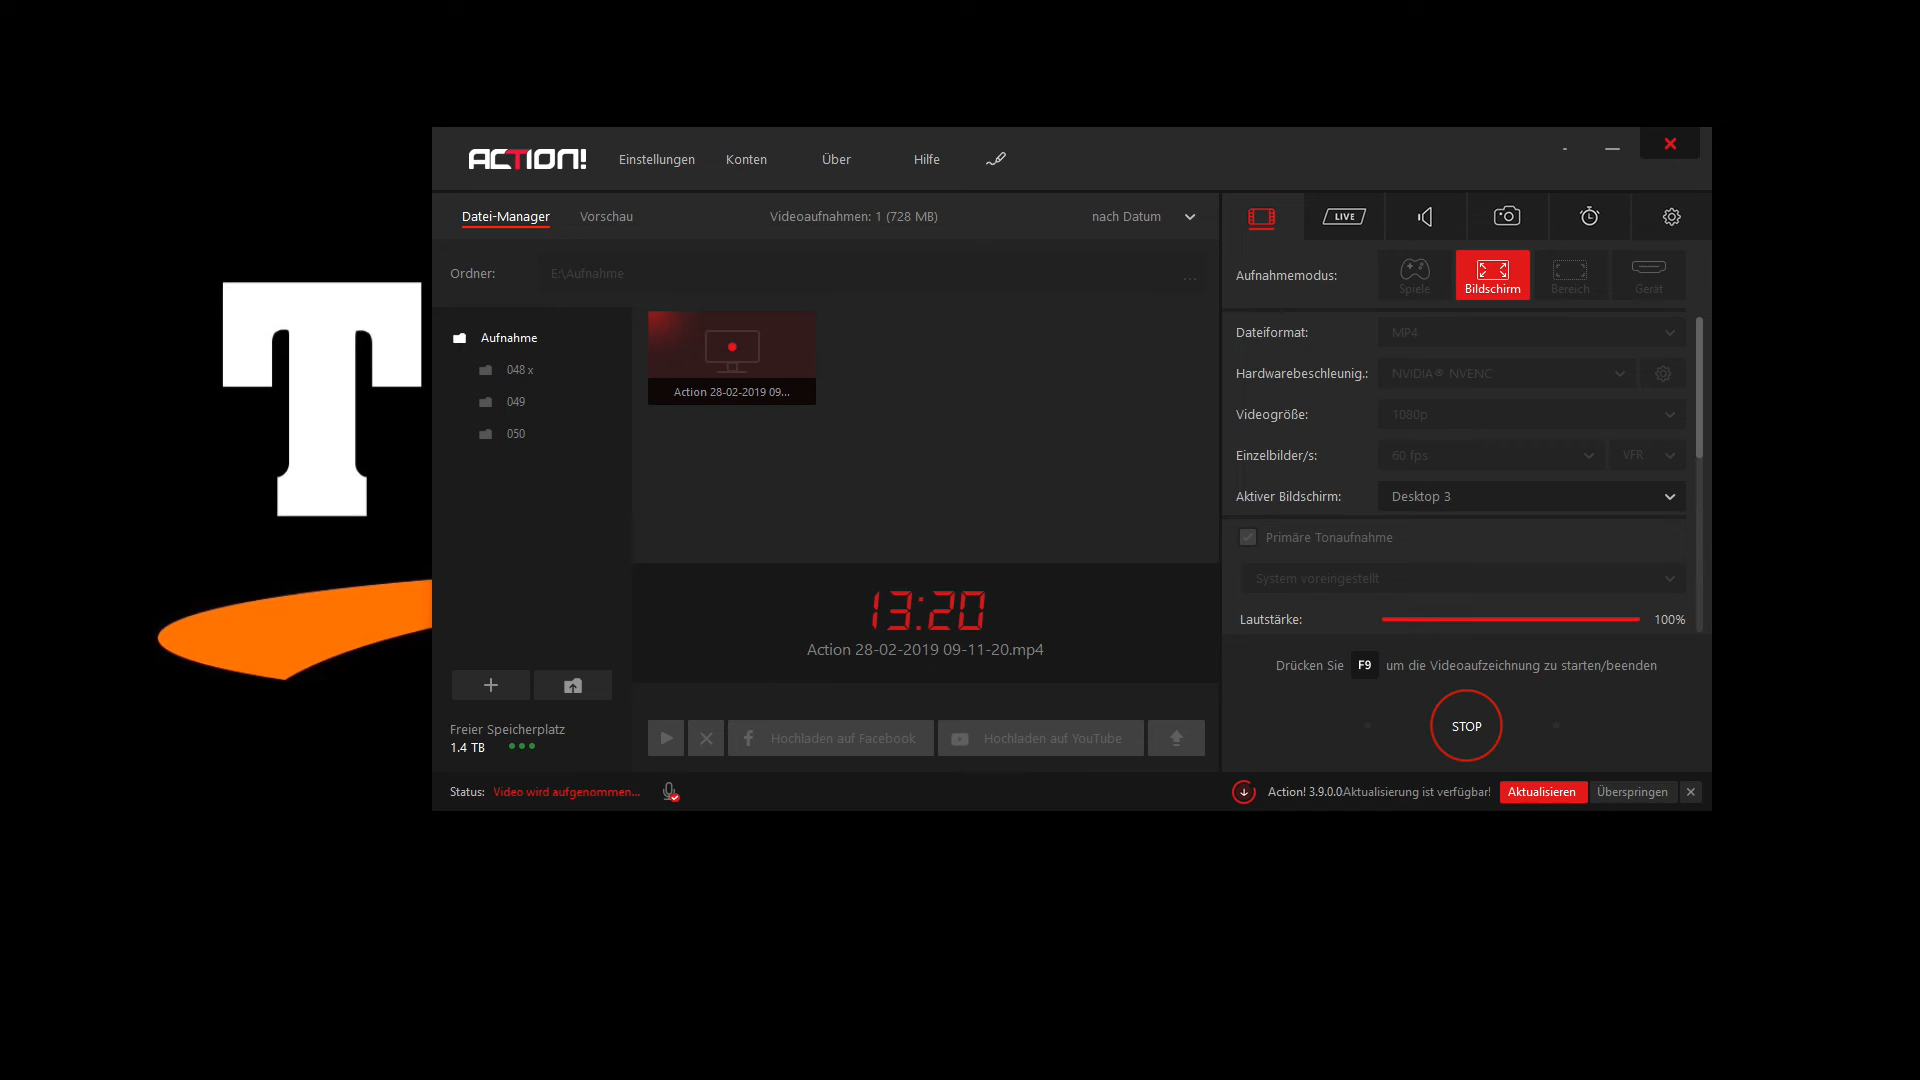 T
ACTION!
Einstellungen
Konten
Über
Hilfe
Datei-Manager
Vorschau
Videoaufnahmen: 1 (728 MB)
nach Datum
LIVE
Ordner:
E:\Aufnahme
...
Aufnahmemodus:
Spiele
Bildschirm
Bereich
Gerät
Aufnahme
048 x
049
050
Action 28-02-2019 09...
Dateiformat:
MP4
Hardwarebeschleunig.:
NVIDIA® NVENC
Videogröße:
1080p
Einzelbilder/s:
60 fps
VFR
Aktiver Bildschirm:
Desktop 3
Primäre Tonaufnahme
System voreingestellt
Lautstärke:
100%
13:20
Action 28-02-2019 09-11-20.mp4
Drücken Sie F9 um die Videoaufzeichnung zu starten/beenden
STOP
Freier Speicherplatz
1.4 TB
Hochladen auf Facebook
Hochladen auf YouTube
Status: Video wird aufgenommen...
Action! 3.9.0.0Aktualisierung ist verfügbar!
Aktualisieren
Überspringen